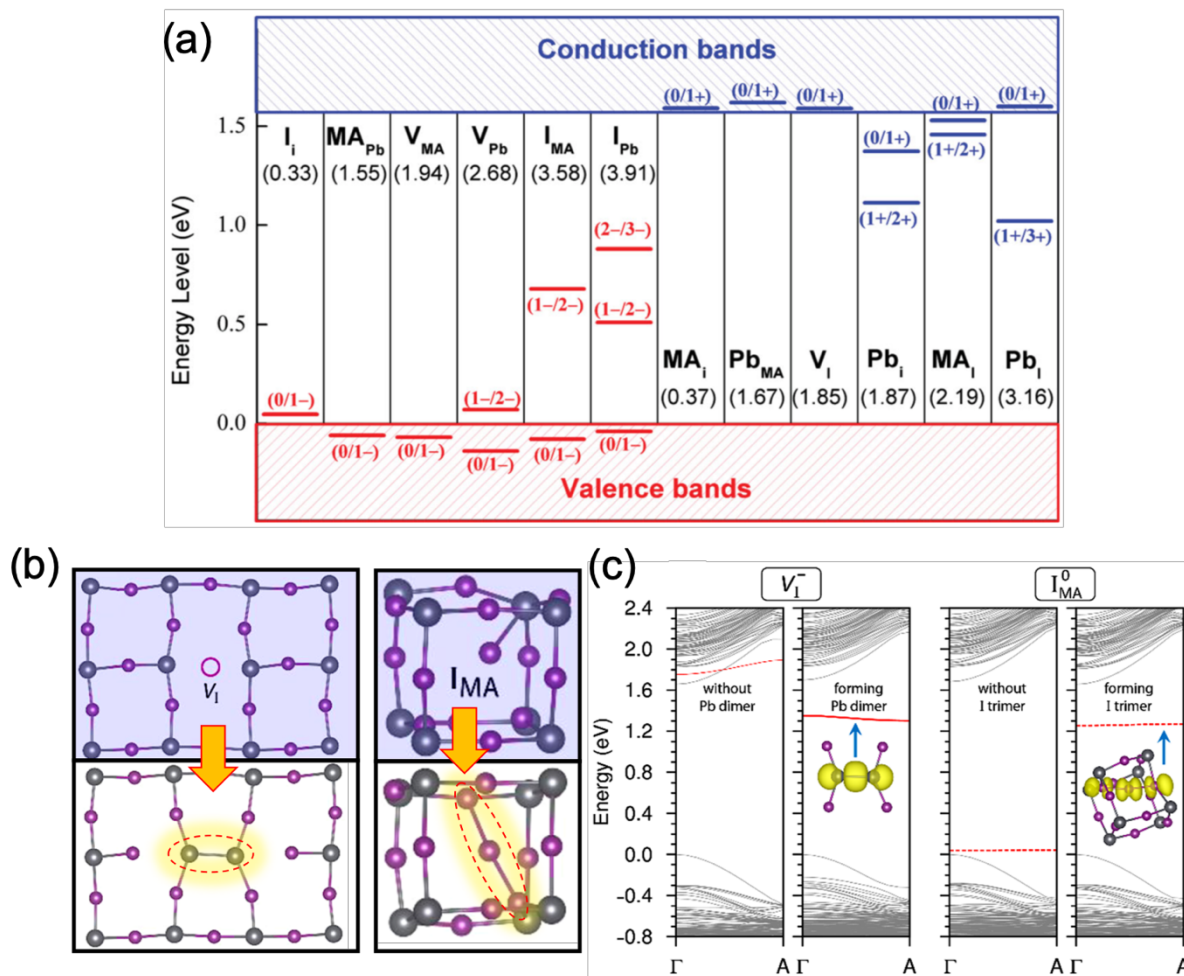 (a)
Conduction bands
(0/1+) (0/1+) (0/1+) (0/1+) (0/1+)
1.5
I_i MA_Pb V_MA V_Pb I_MA I_Pb (0/1+) (1+/2+)
(0.33) (1.55) (1.94) (2.68) (3.58) (3.91)
(1+/2+) (1+/3+)
1.0
(2−/3−)
(1−/2−)
0.5
(1−/2−)
MA_i Pb_MA V_I Pb_i MA_I Pb_I
(0.37) (1.67) (1.85) (1.87) (2.19) (3.16)
(0/1−) (1−/2−)
0.0
(0/1−) (0/1−) (0/1−) (0/1−) (0/1−)
Valence bands
Energy Level (eV)
(b)
V_I
I_MA
(c)
V_I^− I_MA^0
2.4
2.0
1.6
1.2
0.8
0.4
0.0
-0.4
-0.8
Energy (eV)
without
Pb dimer
forming
Pb dimer
without
I trimer
forming
I trimer
Γ A Γ A Γ A Γ A